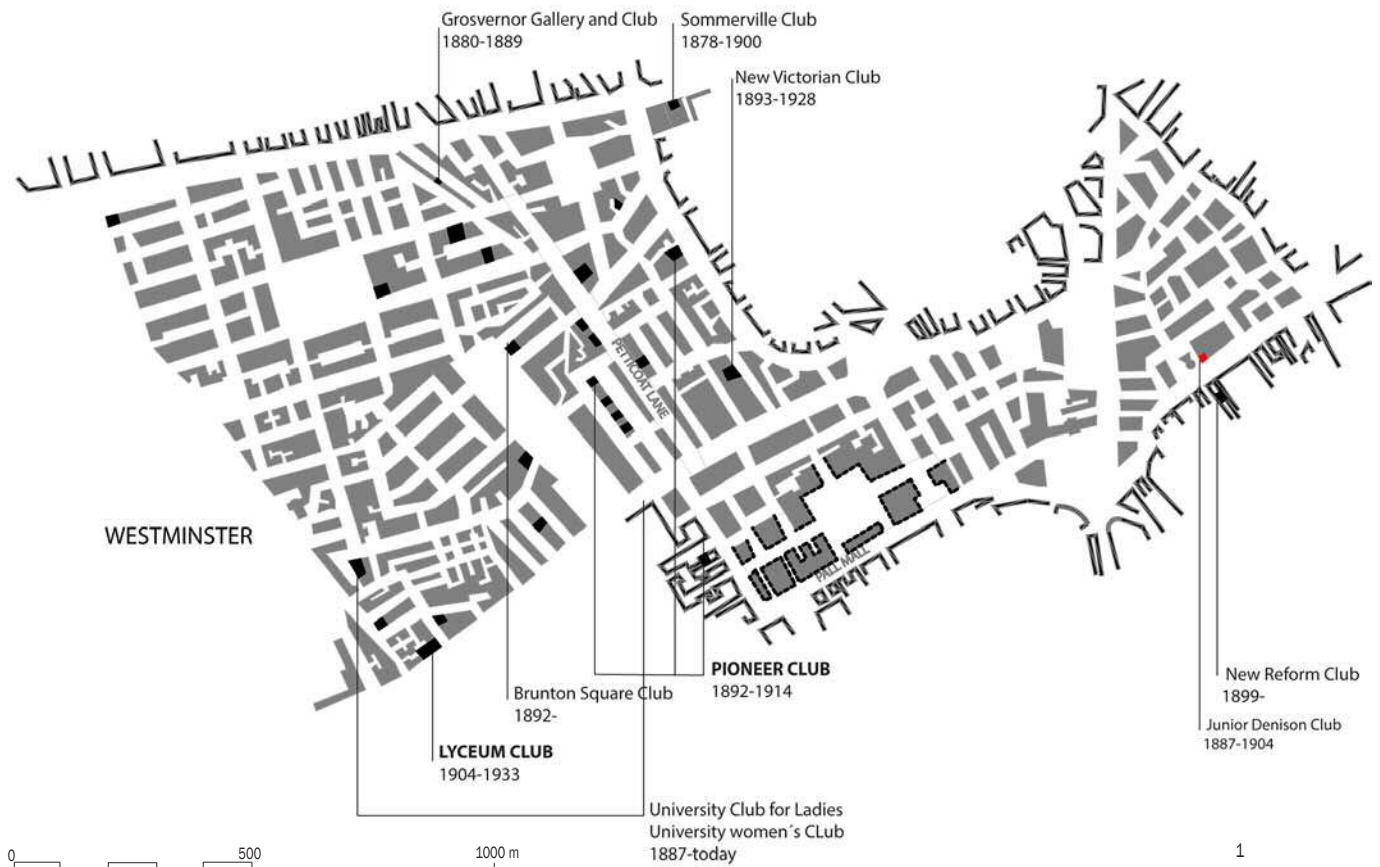 Grosvernor Gallery and Club
1880-1889
Sommerville Club
1878-1900
New Victorian Club
1893-1928
PETTICOAT LANE
WESTMINSTER
PALL MALL
PIONEER CLUB
1892-1914
Brunton Square Club
1892-
New Reform Club
1899-
Junior Denison Club
1887-1904
LYCEUM CLUB
1904-1933
University Club for Ladies
University women´s CLub
1887-today
0
500
1000 m
1